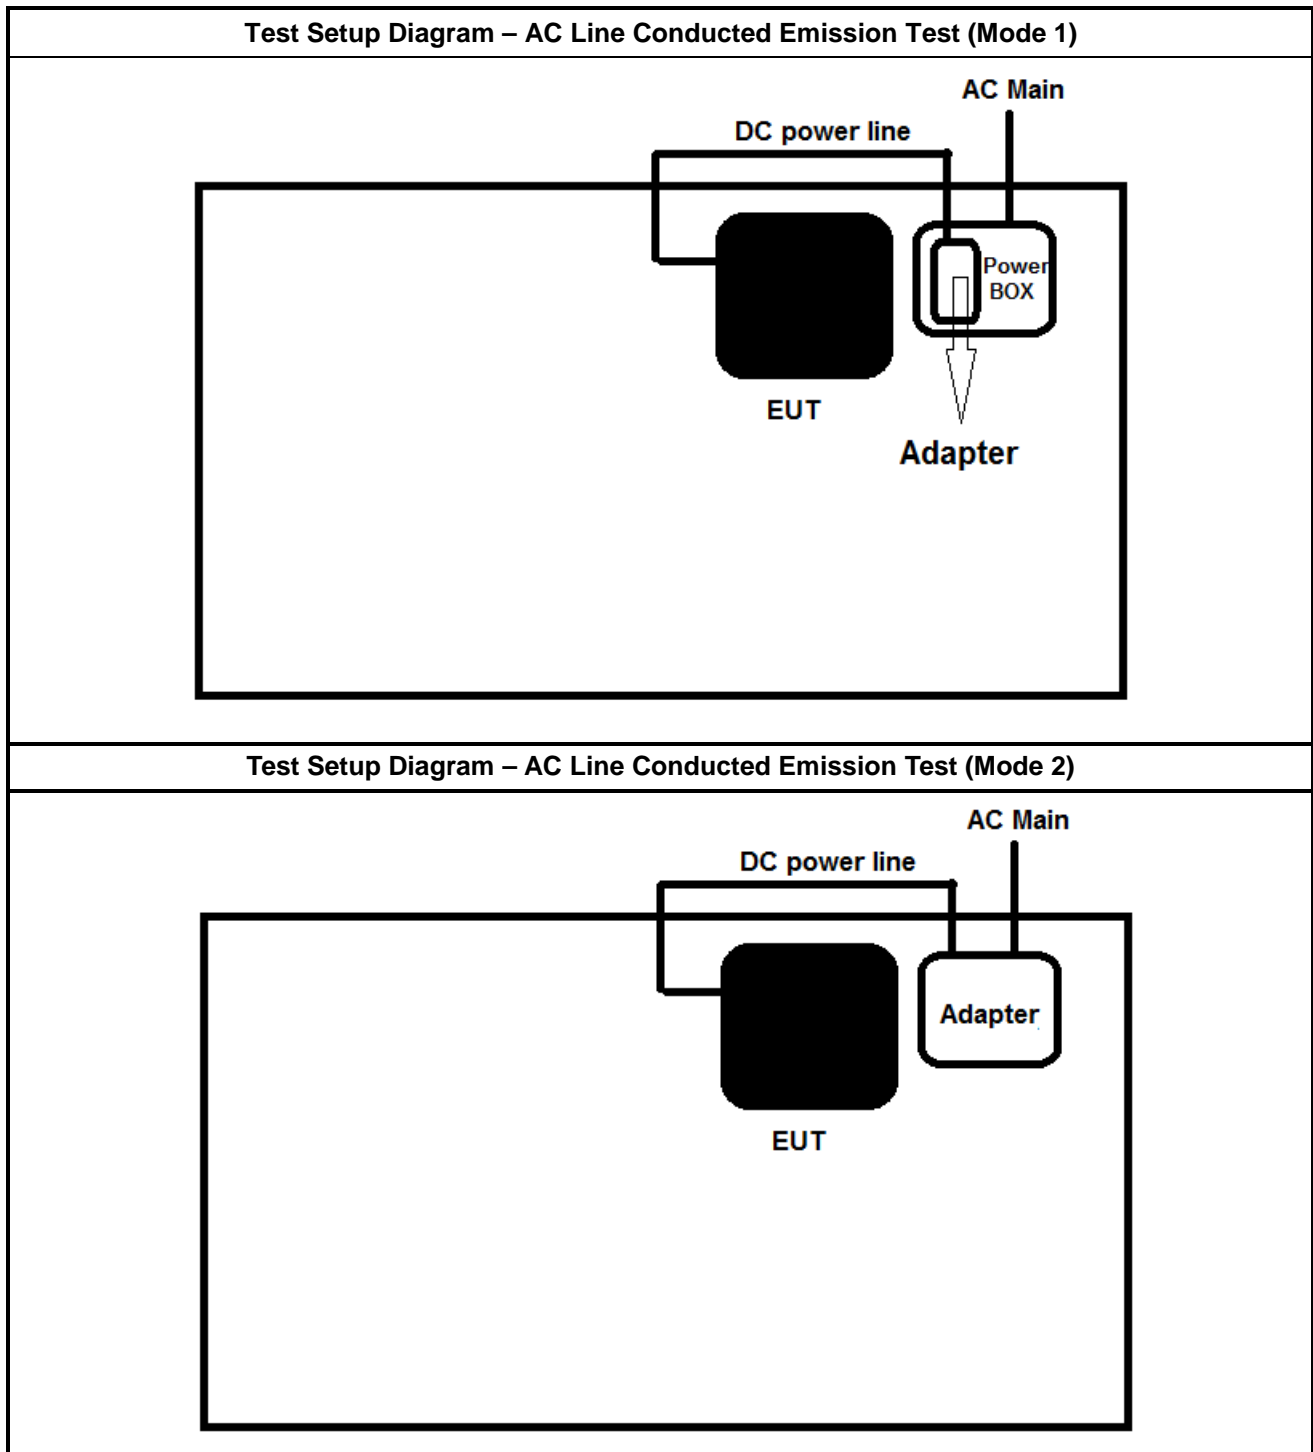 Test Setup Diagram – AC Line Conducted Emission Test (Mode 1)
AC Main
DC power line
Power
BOX
EUT
Adapter
Test Setup Diagram – AC Line Conducted Emission Test (Mode 2)
AC Main
DC power line
Adapter
EUT